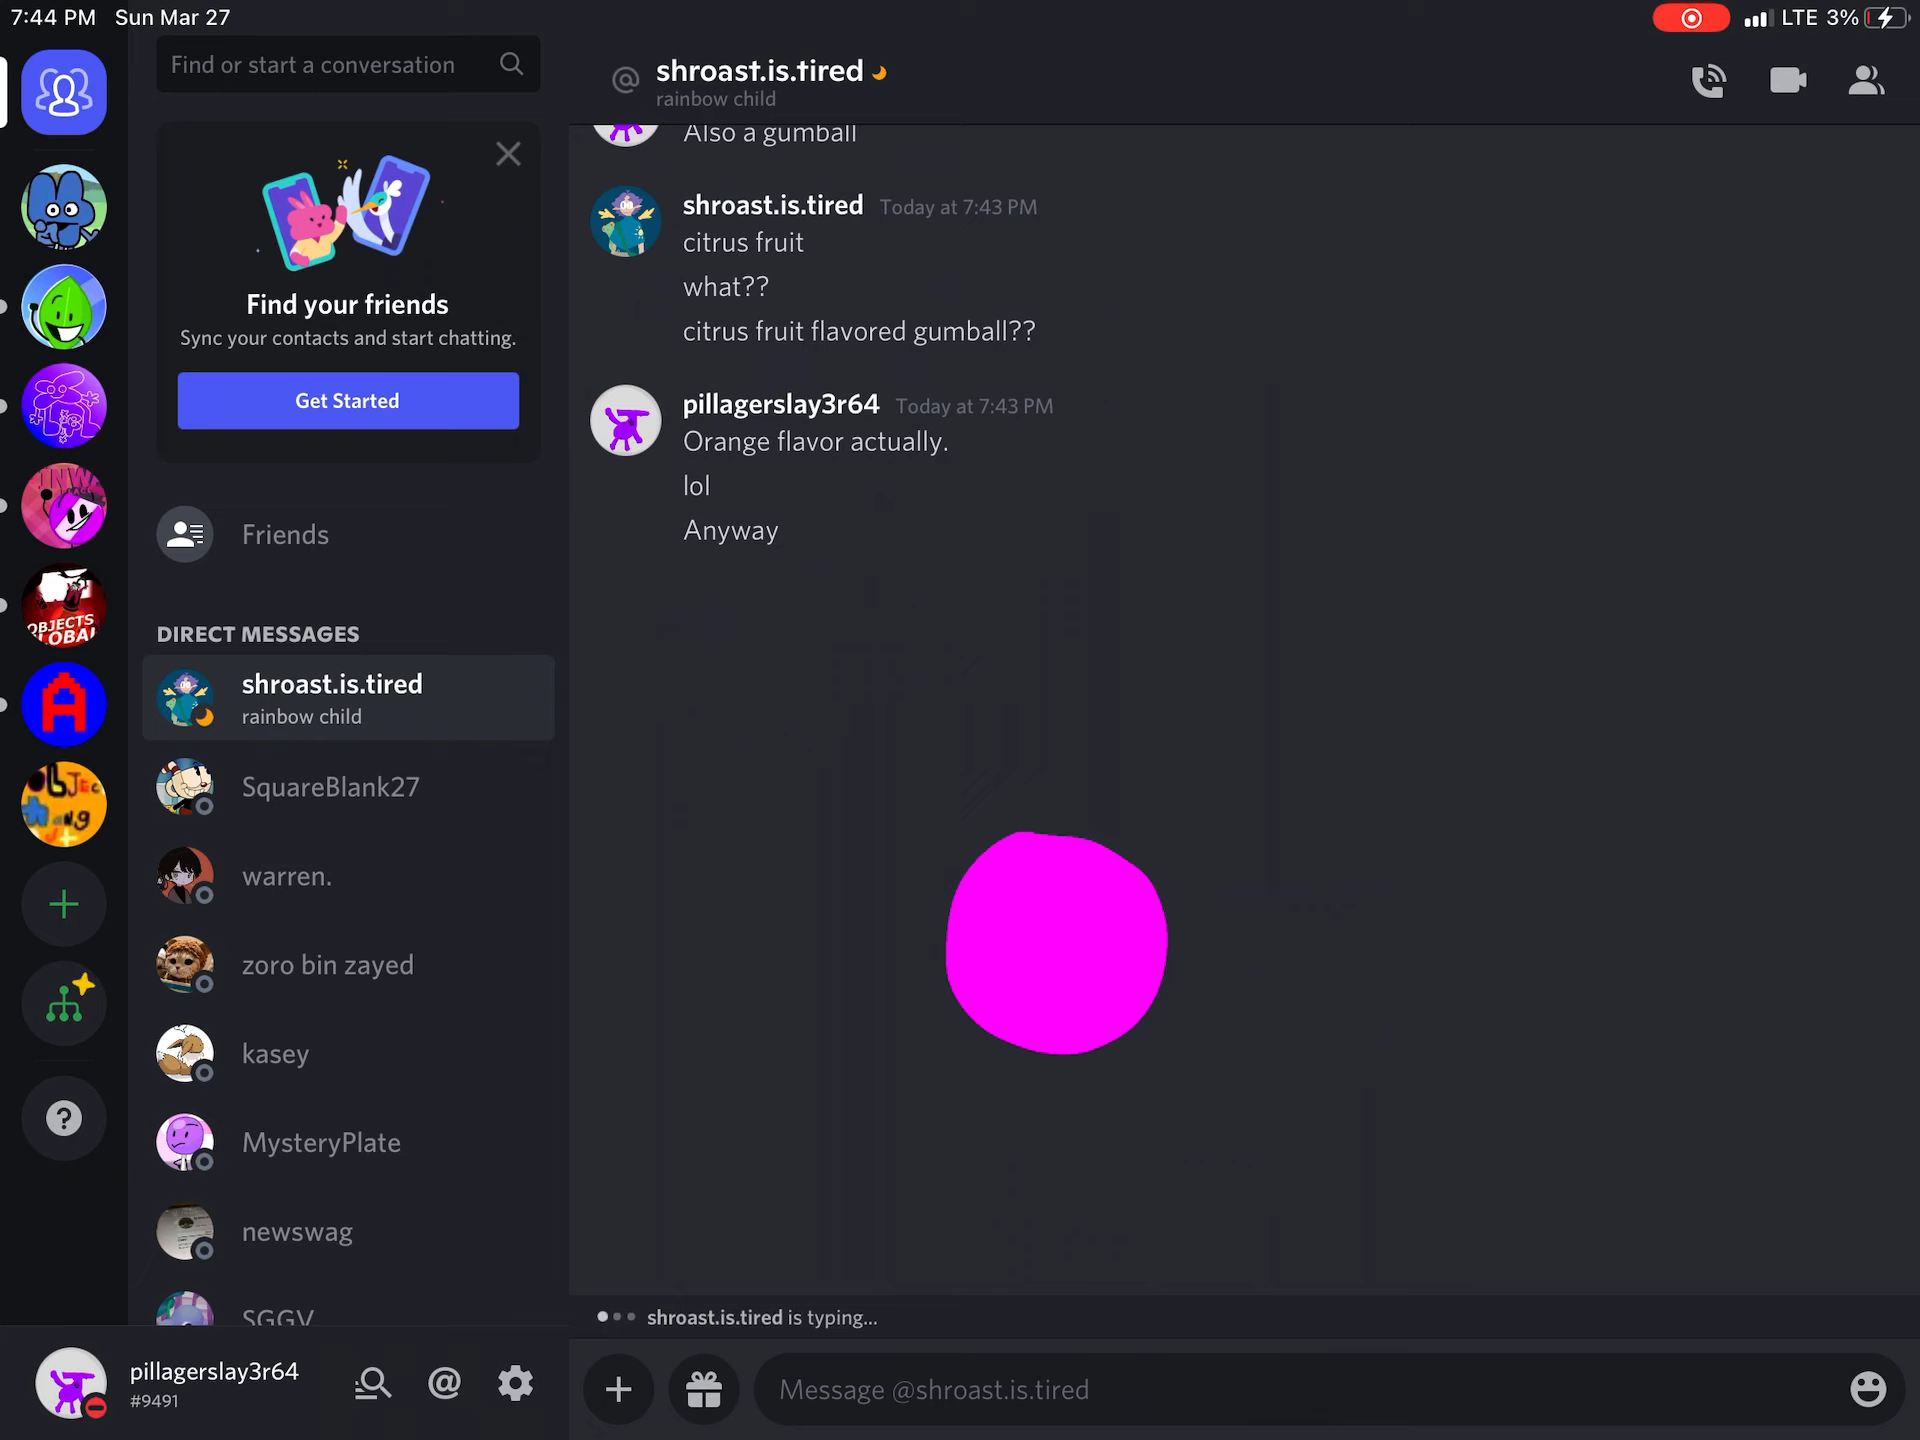 7:44 PM Sun Mar 27
LTE 3%
Find or start a conversation
Find your friends
Sync your contacts and start chatting.
Get Started
Friends
DIRECT MESSAGES
shroast.is.tired
rainbow child
SquareBlank27
warren.
zoro bin zayed
kasey
MysteryPlate
newswag
SGGV
pillagerslay3r64
#9491
OBJECTS
A
shroast.is.tired
rainbow child
Also a gumball
shroast.is.tired Today at 7:43 PM
citrus fruit
what??
citrus fruit flavored gumball??
pillagerslay3r64 Today at 7:43 PM
Orange flavor actually.
lol
Anyway
shroast.is.tired is typing...
Message @shroast.is.tired